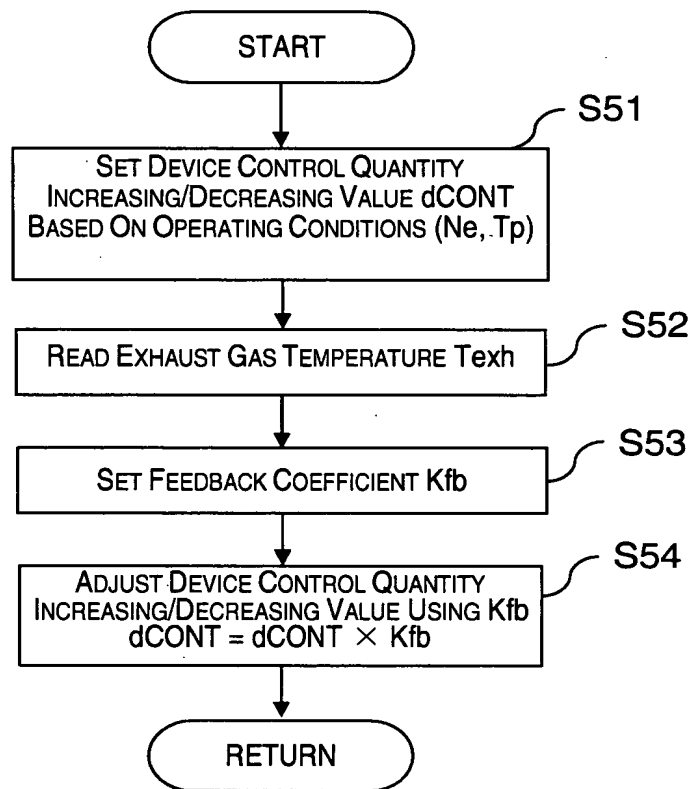 START
S51
SET DEVICE CONTROL QUANTITY
INCREASING/DECREASING VALUE dCONT
BASED ON OPERATING CONDITIONS (Ne, Tp)
S52
READ EXHAUST GAS TEMPERATURE Texh
S53
SET FEEDBACK COEFFICIENT Kfb
S54
ADJUST DEVICE CONTROL QUANTITY
INCREASING/DECREASING VALUE USING Kfb
dCONT = dCONT × Kfb
RETURN